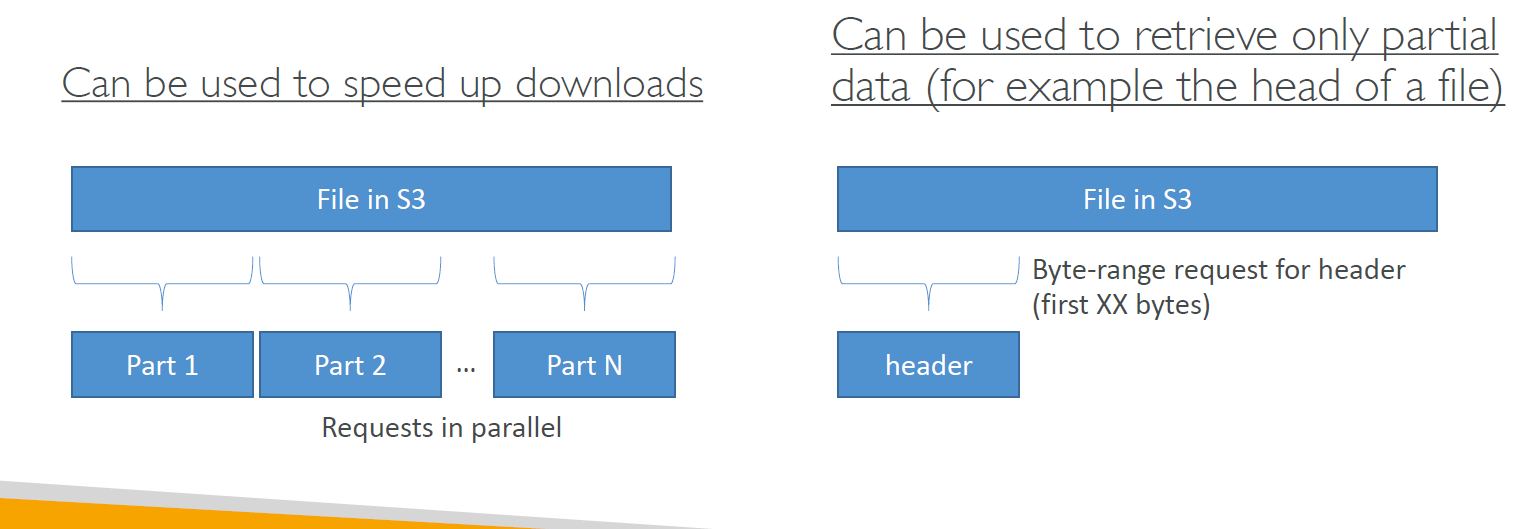 Can be used to speed up downloads
File in S3
Part 1
Part 2
...
Part N
Requests in parallel
Can be used to retrieve only partial
data (for example the head of a file)
File in S3
Byte-range request for header
(first XX bytes)
header